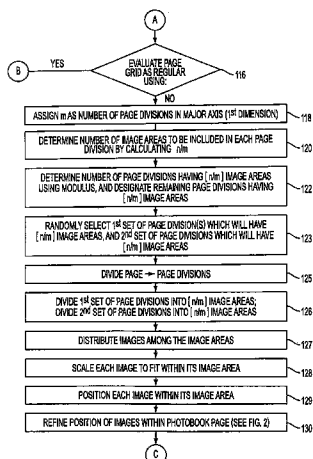 A
EVALUATE PAGE
GRID AS REGULAR
USING:
116
YES
B
NO
ASSIGN m AS NUMBER OF PAGE DIVISIONS IN MAJOR AXIS (1st DIMENSION)
118
DETERMINE NUMBER OF IMAGE AREAS TO BE INCLUDED IN EACH PAGE
DIVISION BY CALCULATING n/m
120
DETERMINE NUMBER OF PAGE DIVISIONS HAVING [n/m] IMAGE AREAS
USING MODULUS, AND DESIGNATE REMAINING PAGE DIVISIONS HAVING
[n/m] IMAGE AREAS
122
RANDOMLY SELECT 1st SET OF PAGE DIVISION(S) WHICH WILL HAVE
[n/m] IMAGE AREAS, AND 2nd SET OF PAGE DIVISIONS WHICH WILL HAVE
[n/m] IMAGE AREAS
123
DIVIDE PAGE → PAGE DIVISIONS
125
DIVIDE 1st SET OF PAGE DIVISIONS INTO [n/m] IMAGE AREAS;
DIVIDE 2nd SET OF PAGE DIVISIONS INTO [n/m] IMAGE AREAS
126
DISTRIBUTE IMAGES AMONG THE IMAGE AREAS
127
SCALE EACH IMAGE TO FIT WITHIN ITS IMAGE AREA
128
POSITION EACH IMAGE WITHIN ITS IMAGE AREA
129
REFINE POSITION OF IMAGES WITHIN PHOTOBOOK PAGE (SEE FIG. 2)
130
C